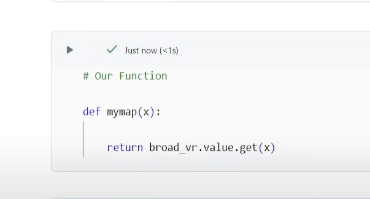 Just now (<1s)
# Our Function
def mymap(x):
return broad_vr.value.get(x)